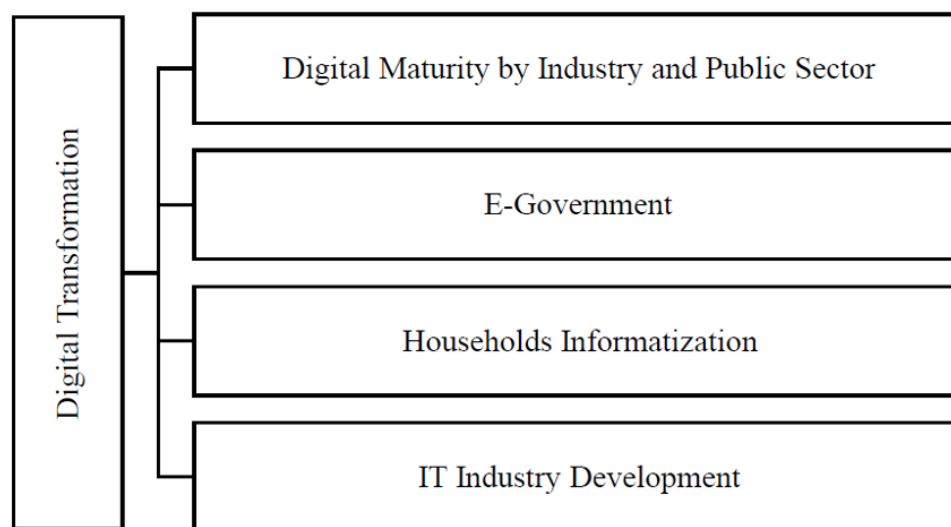 Digital Transformation
Digital Maturity by Industry and Public Sector
E-Government
Households Informatization
IT Industry Development